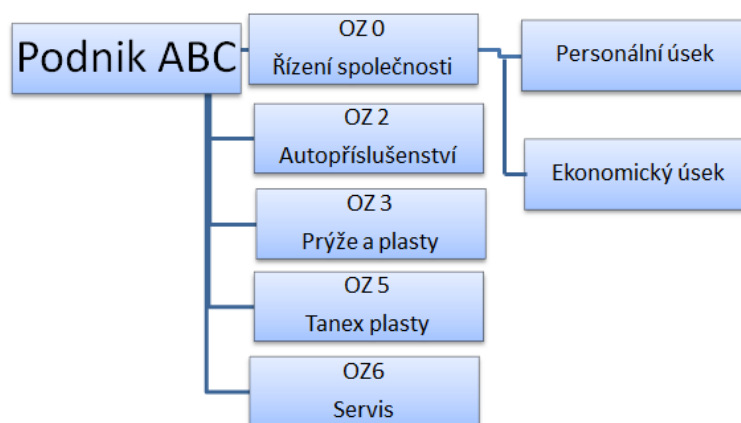 Podnik ABC
OZ 0
Řízení společnosti
Personální úsek
Ekonomický úsek
OZ 2
Autopříslušenství
OZ 3
Prýže a plasty
OZ 5
Tanex plasty
OZ6
Servis